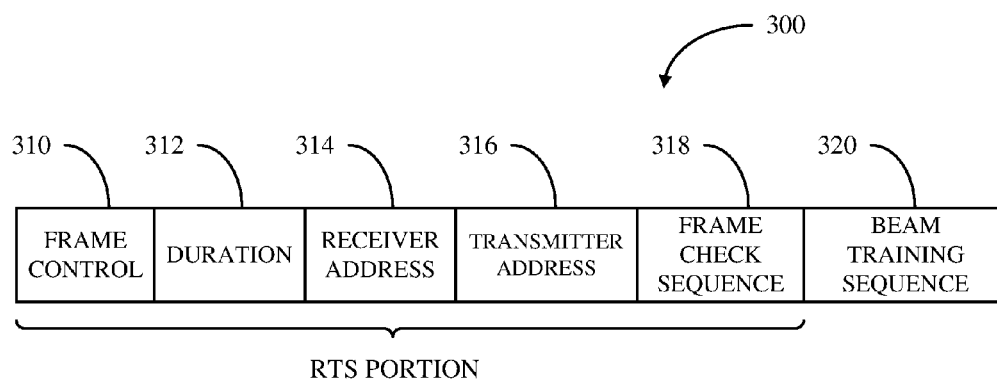 300
310
312
314
316
318
320
FRAME
CONTROL
DURATION
RECEIVER
ADDRESS
TRANSMITTER
ADDRESS
FRAME
CHECK
SEQUENCE
BEAM
TRAINING
SEQUENCE
RTS PORTION